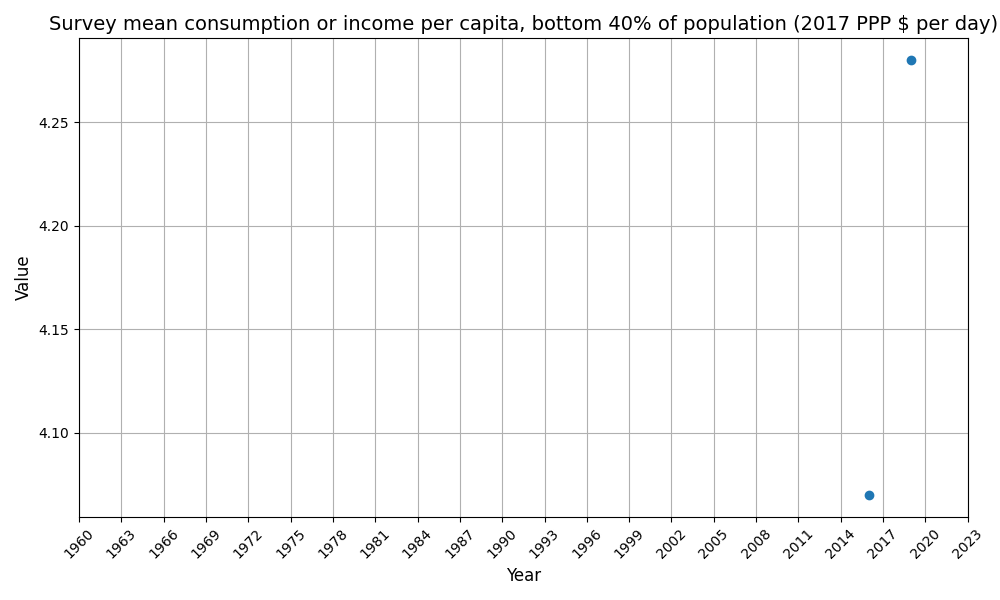 Survey mean consumption or income per capita, bottom 40% of population (2017 PPP $ per day)
Value
4.25
4.20
4.15
4.10
1960 1963 1966 1969 1972 1975 1978 1981 1984 1987 1990 1993 1996 1999 2002 2005 2008 2011 2014 2017 2020 2023
Year